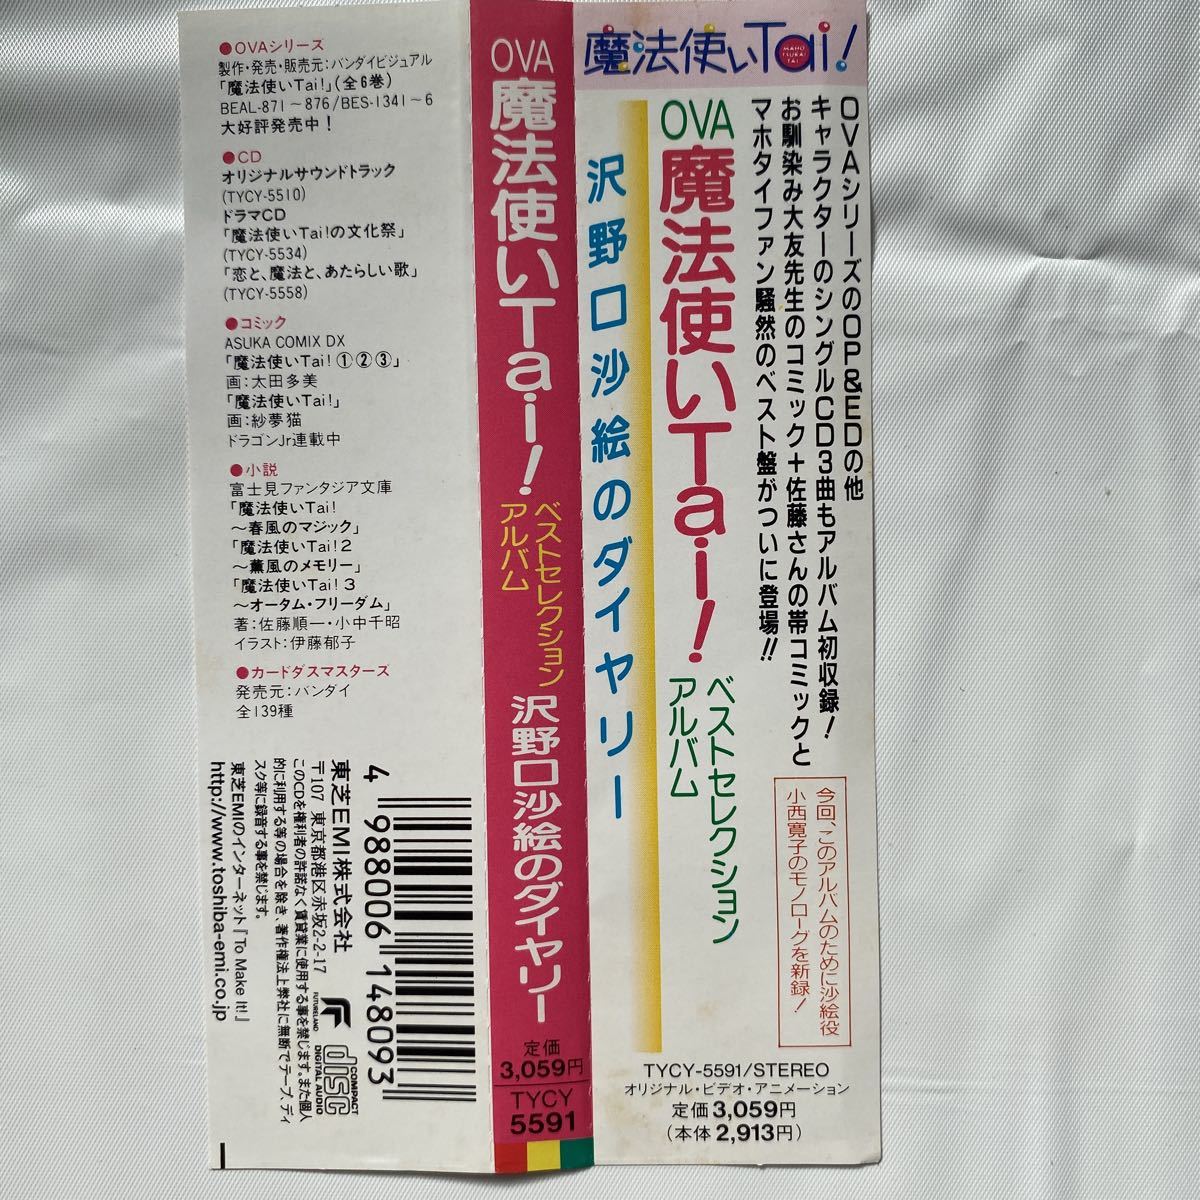 魔法使いTai!
MAHO
TSUKAI
TAI
OVAシリーズのOP&EDの他
キャラクターのシングルCD3曲もアルバム初収録!
お馴染み大友先生のコミック+佐藤さんの帯コミックと
マホタイファン騒然のベスト盤がついに登場!!
OVA
魔法使いTai!
ベストセレクション
アルバム
沢野口沙絵のダイヤリー
今回、このアルバムのために沙絵役
小西寛子のモノローグを新録!
TYCY-5591/STEREO
オリジナル・ビデオ・アニメーション
定価3,059円
(本体2,913円)
OVA
魔法使いTai!
ベストセレクション
アルバム
沢野口沙絵のダイヤリー
定価
3,059円
TYCY
5591
●OVAシリーズ
製作・発売・販売元:バンダイビジュアル
「魔法使いTai!」(全6巻)
BEAL-871~876/BES-1341~6
大好評発売中!
●CD
オリジナルサウンドトラック
(TYCY-5510)
ドラマCD
「魔法使いTai!の文化祭」
(TYCY-5534)
「恋と、魔法と、あたらしい歌」
(TYCY-5558)
●コミック
ASUKA COMIX DX
「魔法使いTai!①②③」
画:太田多美
「魔法使いTai!」
画:紗夢猫
ドラゴンJr連載中
●小説
富士見ファンタジア文庫
「魔法使いTai!
~春風のマジック」
「魔法使いTai!2
~薫風のメモリー」
「魔法使いTai!3
~オータム・フリーダム」
著:佐藤順一・小中千昭
イラスト:伊藤郁子
●カードダスマスターズ
発売元:バンダイ
全139種
4 988006 148093
東芝EMI株式会社
〒107 東京都港区赤坂2-2-17
このCDを権利者の許諾なく賃貸業に使用する事を禁じます。また個人
的に利用する等の場合を除き、著作権法上弊社に無断でテープ、ディ
スク等に録音する事を禁じます。
東芝EMIのインターネット『To Make It!』
http://www.toshiba-emi.co.jp
FUTURELAND
COMPACT
disc
DIGITAL AUDIO